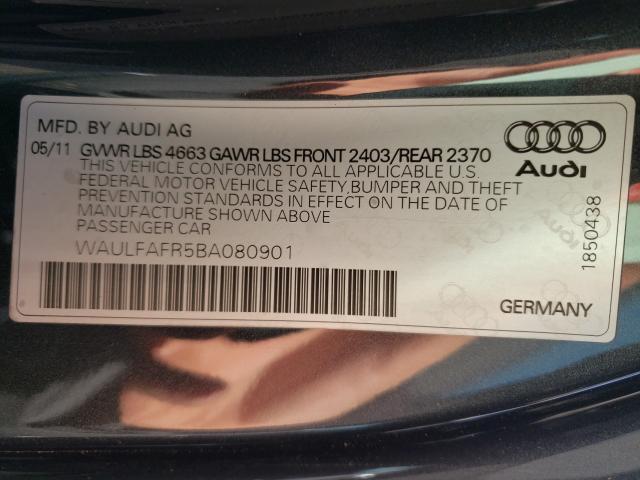 MFD. BY AUDI AG
05/11 GVWR LBS 4663 GAWR LBS FRONT 2403/REAR 2370
THIS VEHICLE CONFORMS TO ALL APPLICABLE U.S.
FEDERAL MOTOR VEHICLE SAFETY,BUMPER AND THEFT
PREVENTION STANDARDS IN EFFECT ON THE DATE OF
MANUFACTURE SHOWN ABOVE
PASSENGER CAR
WAULFAFR5BA080901
Audi
1850438
GERMANY